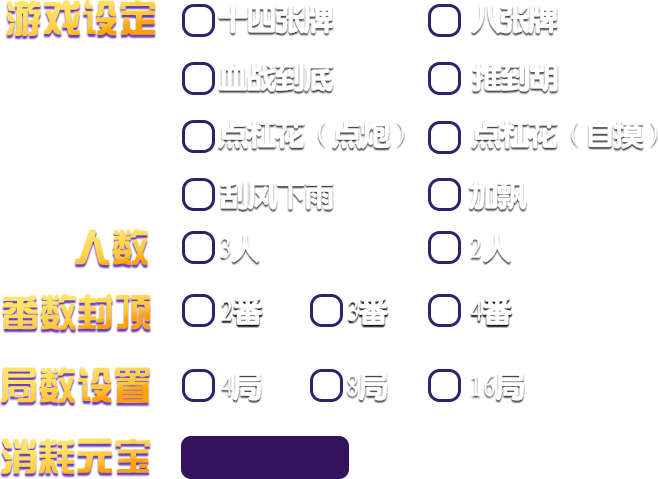 游戏设定 十四张牌 八张牌
血战到底 推到胡
点杠花（点炮） 点杠花（自摸）
刮风下雨 加飘
人数 3人 2人
番数封顶 2番 3番 4番
局数设置 4局 8局 16局
消耗元宝